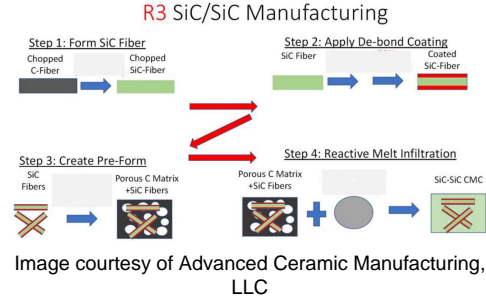 R3 SiC/SiC Manufacturing
Step 1: Form SiC Fiber
Chopped
C-Fiber
Chopped
SiC-Fiber
Step 2: Apply De-bond Coating
SiC Fiber
Coated
SiC-Fiber
Step 3: Create Pre-Form
SiC
Fibers
Porous C Matrix
+SiC Fibers
Step 4: Reactive Melt Infiltration
Porous C Matrix
+SiC Fibers
SiC-SiC CMC
Image courtesy of Advanced Ceramic Manufacturing,
LLC